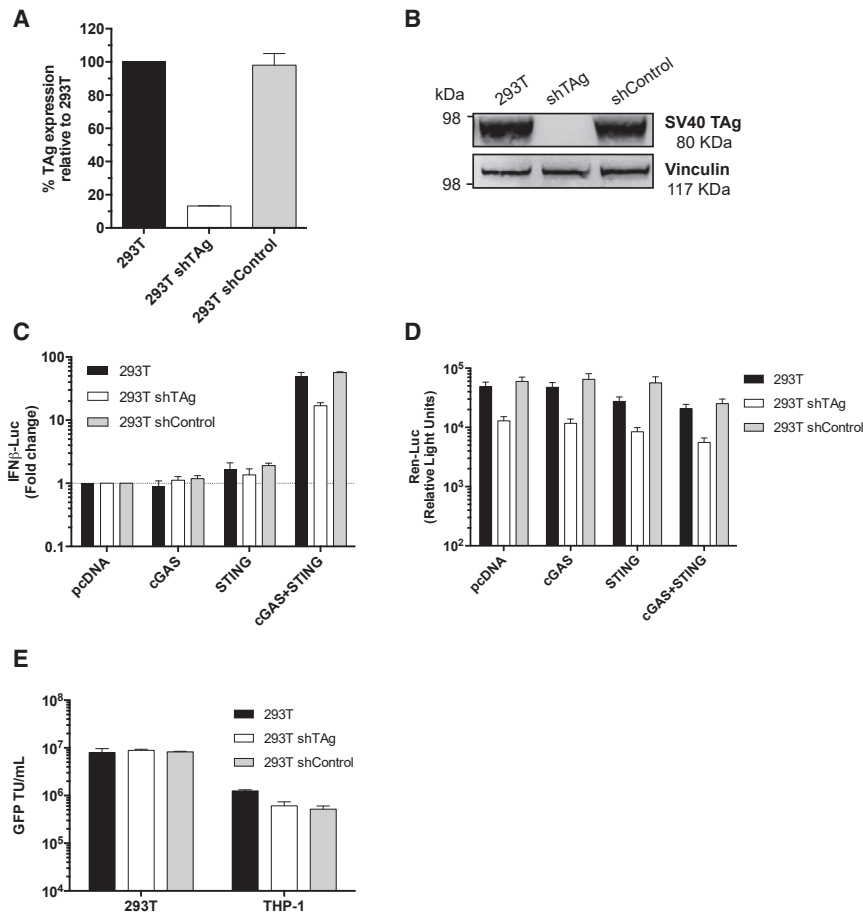 A
% TAg expression
relative to 293T
120
100
80
60
40
20
0
293T
293T shTAg
293T shControl
B
kDa
293T
shTAg
shControl
98
SV40 TAg
80 KDa
98
Vinculin
117 KDa
C
IFNβ-Luc
(Fold change)
100
10
1
0.1
293T
293T shTAg
293T shControl
pcDNA
cGAS
STING
cGAS+STING
D
Ren-Luc
(Relative Light Units)
10⁵
10⁴
10³
10²
293T
293T shTAg
293T shControl
pcDNA
cGAS
STING
cGAS+STING
E
GFP TU/mL
10⁸
10⁷
10⁶
10⁵
10⁴
293T
293T shTAg
293T shControl
293T
THP-1